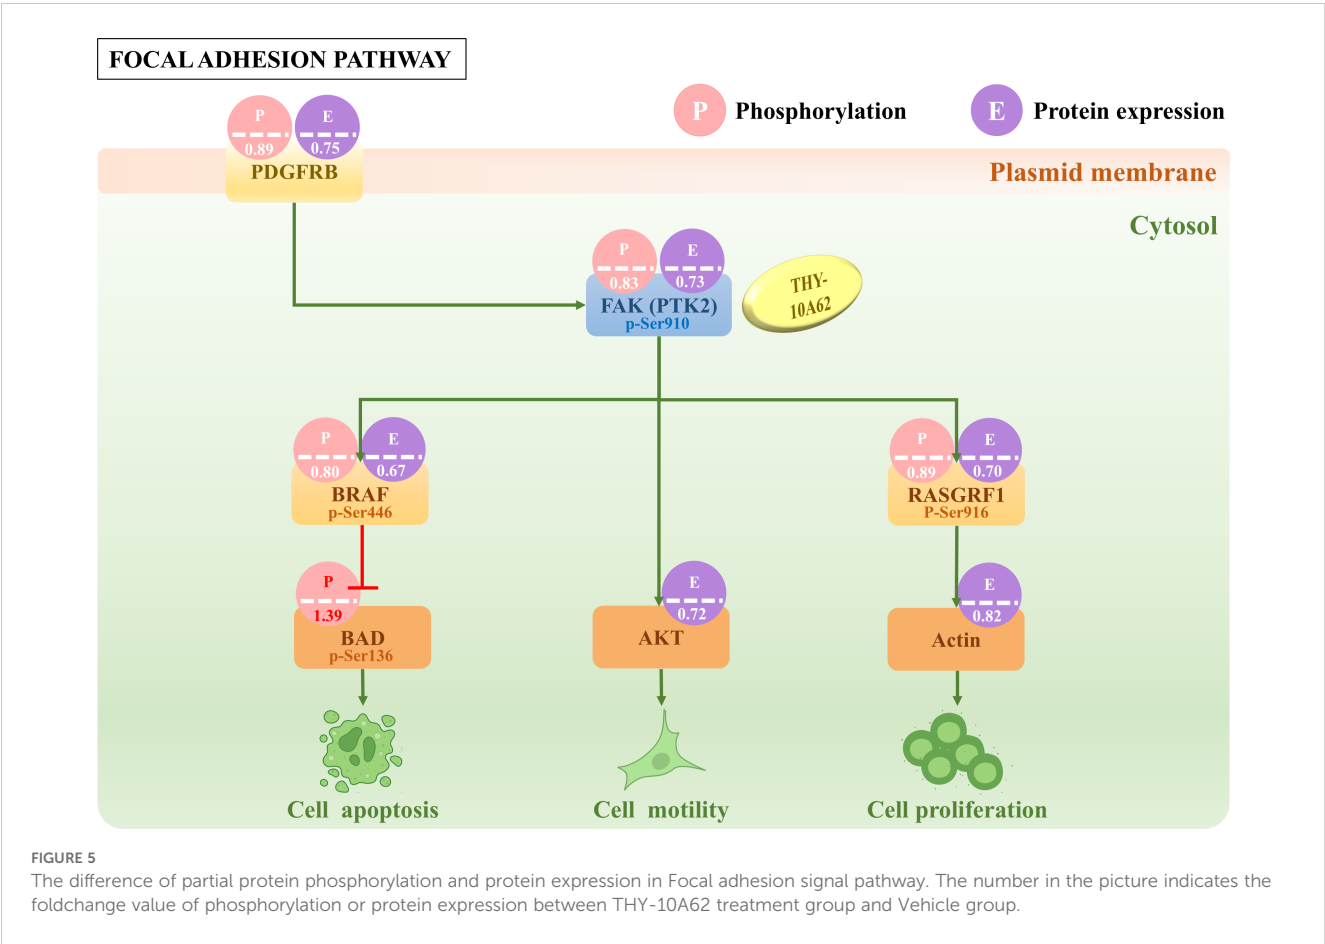 FOCAL ADHESION PATHWAY
P Phosphorylation
E Protein expression
P
0.89
E
0.75
PDGFRB
Plasmid membrane
Cytosol
P
0.83
E
0.73
FAK (PTK2)
p-Ser910
THY-
10A62
P
0.80
E
0.67
BRAF
p-Ser446
P
0.89
E
0.70
RASGRF1
P-Ser916
P
1.39
BAD
p-Ser136
E
0.72
AKT
E
0.82
Actin
Cell apoptosis
Cell motility
Cell proliferation
FIGURE 5
The difference of partial protein phosphorylation and protein expression in Focal adhesion signal pathway. The number in the picture indicates the
foldchange value of phosphorylation or protein expression between THY-10A62 treatment group and Vehicle group.